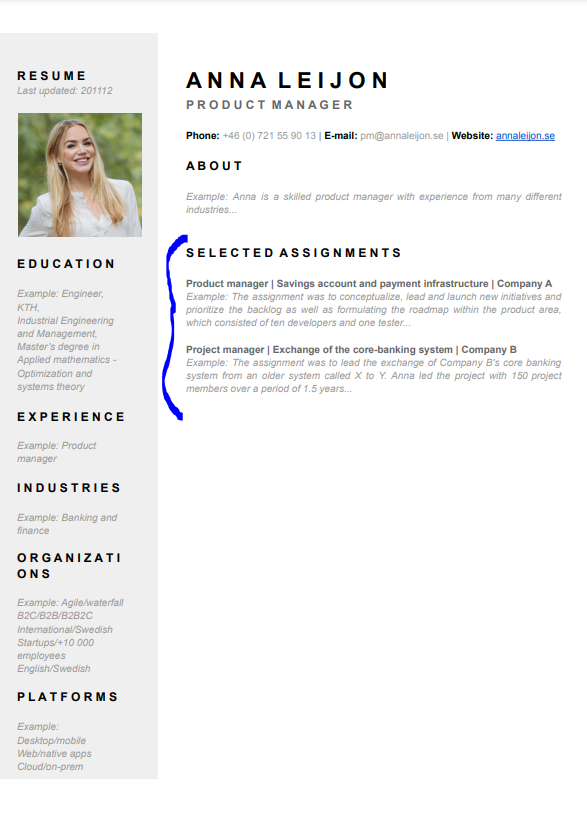 RESUME
Last updated: 201112
EDUCATION
Example: Engineer,
KTH,
Industrial Engineering
and Management,
Master's degree in
Applied mathematics -
Optimization and
systems theory
EXPERIENCE
Example: Product
manager
INDUSTRIES
Example: Banking and
finance
ORGANIZATI
ONS
Example: Agile/waterfall
B2C/B2B/B2B2C
International/Swedish
Startups/+10 000
employees
English/Swedish
PLATFORMS
Example:
Desktop/mobile
Web/native apps
Cloud/on-prem
ANNA LEIJON
PRODUCT MANAGER
Phone: +46 (0) 721 55 90 13 | E-mail: pm@annaleijon.se | Website: annaleijon.se
ABOUT
Example: Anna is a skilled product manager with experience from many different
industries...
SELECTED ASSIGNMENTS
Product manager | Savings account and payment infrastructure | Company A
Example: The assignment was to conceptualize, lead and launch new initiatives and
prioritize the backlog as well as formulating the roadmap within the product area,
which consisted of ten developers and one tester...
Project manager | Exchange of the core-banking system | Company B
Example: The assignment was to lead the exchange of Company B's core banking
system from an older system called X to Y. Anna led the project with 150 project
members over a period of 1.5 years...